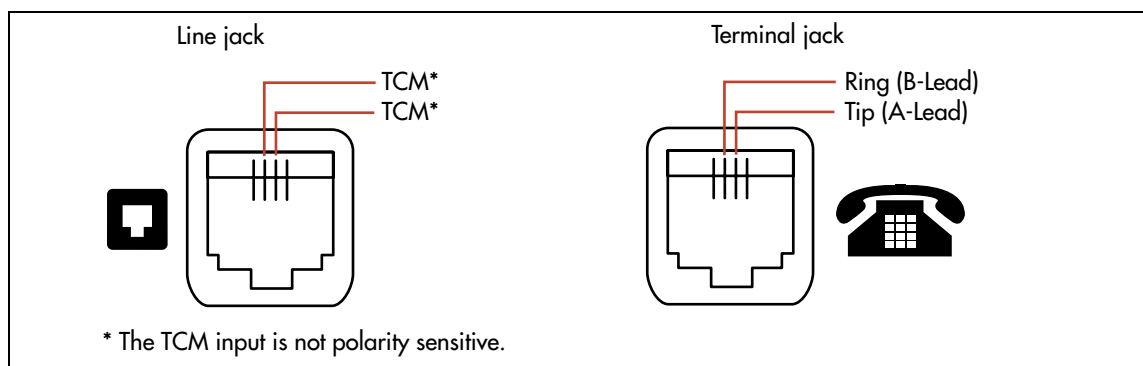 Line jack
TCM*
TCM*
* The TCM input is not polarity sensitive.
Terminal jack
Ring (B-Lead)
Tip (A-Lead)